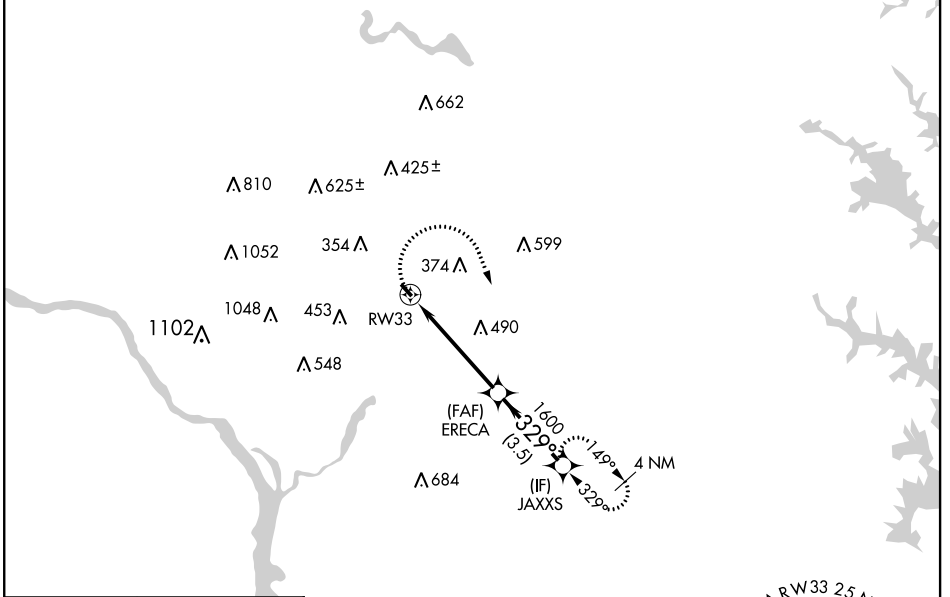 662
425±
810
625±
354
599
1052
374
1048
453
1102
RW33
490
548
(FAF)
ERECA
1600
329°
(3.5)
149°
4 NM
684
(IF)
JAXXS
329°
RW33 25